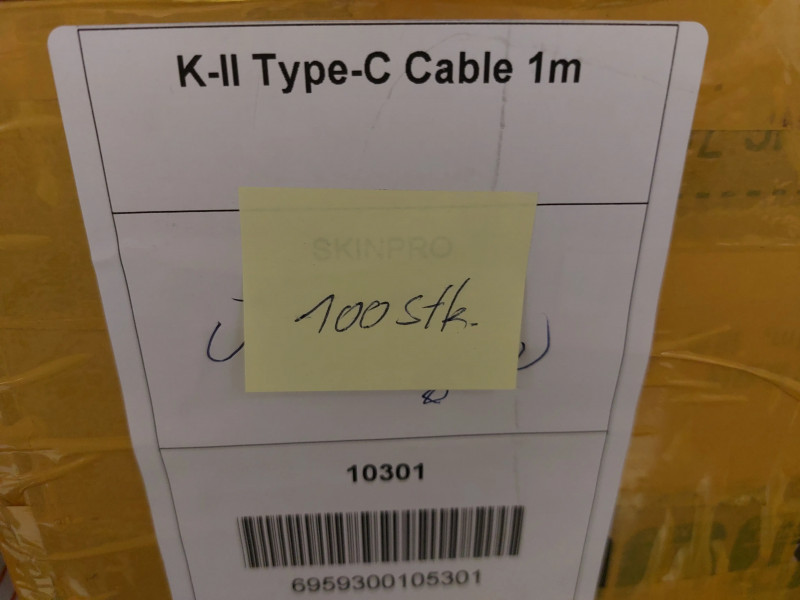 K-II Type-C Cable 1m
SKINPRO
100 Stk.
10301
6959300105301